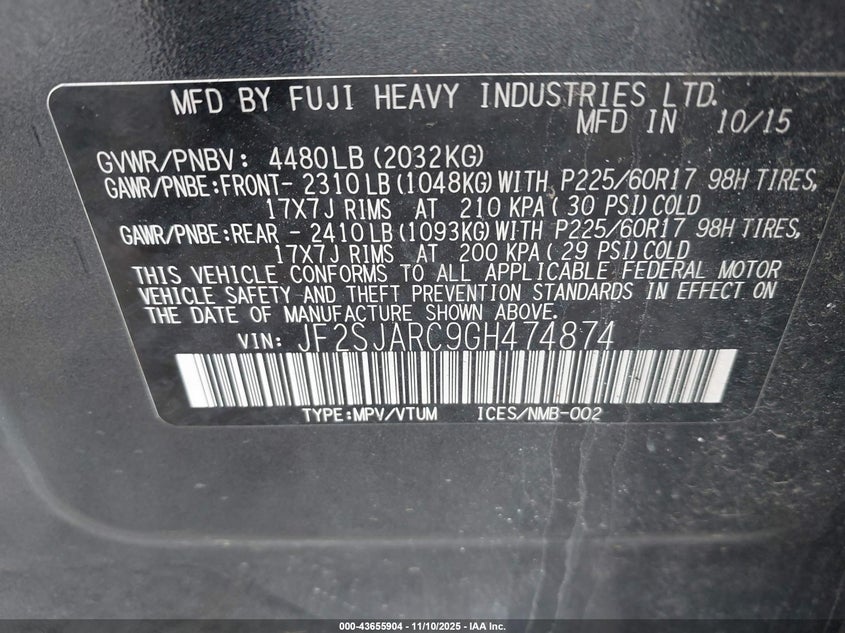 MFD BY FUJI HEAVY INDUSTRIES LTD.
MFD IN 10/15
GVWR/PNBV: 4480LB (2032KG)
GAWR/PNBE:FRONT- 2310LB (1048KG) WITH P225/60R17 98H TIRES,
17X7J RIMS AT 210 KPA ( 30 PSI) COLD
GAWR/PNBE:REAR - 2410LB (1093KG) WITH P225/60R17 98H TIRES,
17X7J RIMS AT 200 KPA ( 29 PSI) COLD
THIS VEHICLE CONFORMS TO ALL APPLICABLE FEDERAL MOTOR
VEHICLE SAFETY AND THEFT PREVENTION STANDARDS IN EFFECT ON
THE DATE OF MANUFACTURE SHOWN ABOVE.
VIN: JF2SJARC9GH474874
TYPE:MPV/VTUM ICES/NMB-002
000-43655904 - 11/10/2025 - IAA Inc.